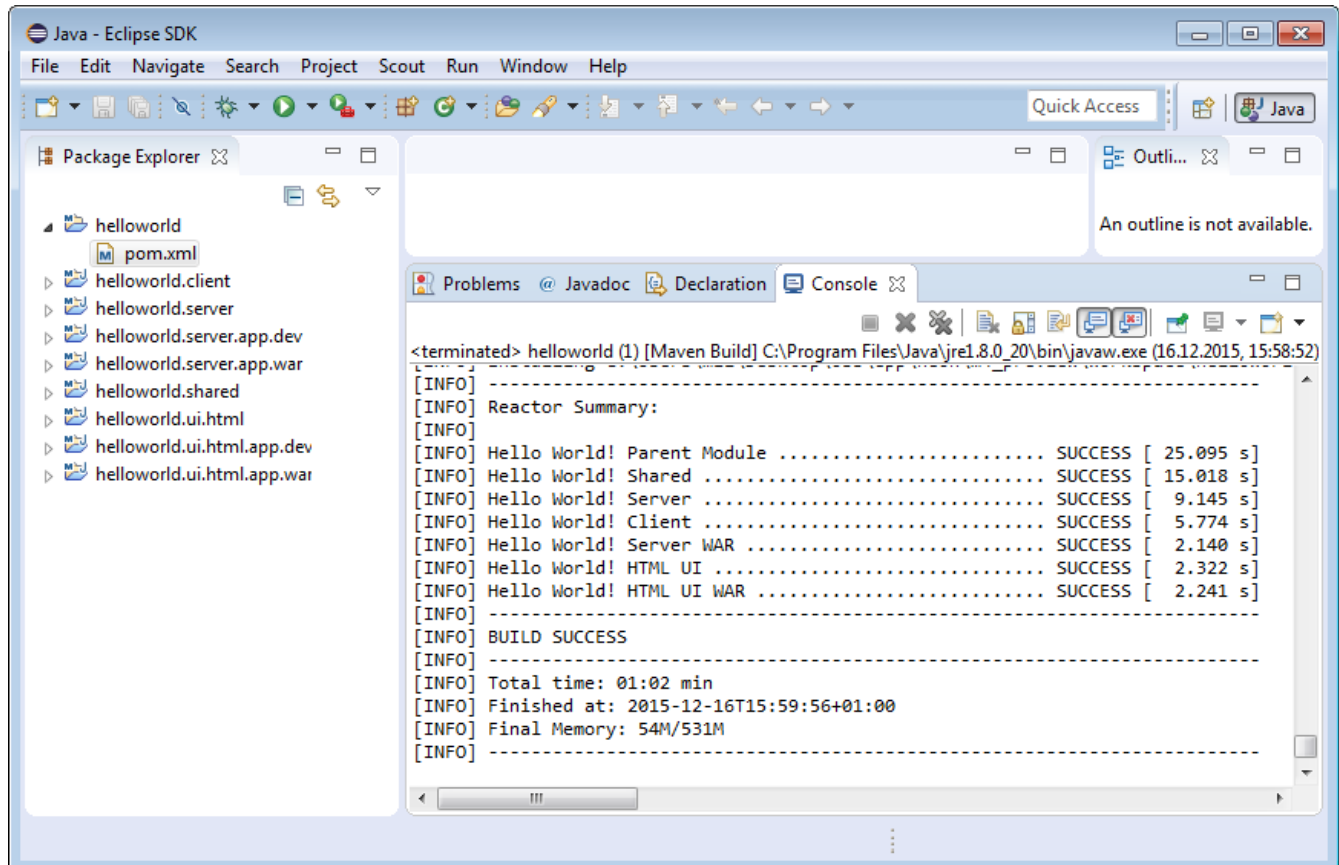 Java - Eclipse SDK
File Edit Navigate Search Project Scout Run Window Help
Quick Access
Java
Package Explorer
helloworld
pom.xml
helloworld.client
helloworld.server
helloworld.server.app.dev
helloworld.server.app.war
helloworld.shared
helloworld.ui.html
helloworld.ui.html.app.dev
helloworld.ui.html.app.war
Outli...
An outline is not available.
Problems @ Javadoc Declaration Console
<terminated> helloworld (1) [Maven Build] C:\Program Files\Java\jre1.8.0_20\bin\javaw.exe (16.12.2015, 15:58:52)
[INFO] ------------------------------------------------------------------------
[INFO] Reactor Summary:
[INFO]
[INFO] Hello World! Parent Module ......................... SUCCESS [ 25.095 s]
[INFO] Hello World! Shared ................................ SUCCESS [ 15.018 s]
[INFO] Hello World! Server ................................ SUCCESS [ 9.145 s]
[INFO] Hello World! Client ................................ SUCCESS [ 5.774 s]
[INFO] Hello World! Server WAR ............................ SUCCESS [ 2.140 s]
[INFO] Hello World! HTML UI ............................... SUCCESS [ 2.322 s]
[INFO] Hello World! HTML UI WAR ........................... SUCCESS [ 2.241 s]
[INFO] ------------------------------------------------------------------------
[INFO] BUILD SUCCESS
[INFO] ------------------------------------------------------------------------
[INFO] Total time: 01:02 min
[INFO] Finished at: 2015-12-16T15:59:56+01:00
[INFO] Final Memory: 54M/531M
[INFO] ------------------------------------------------------------------------